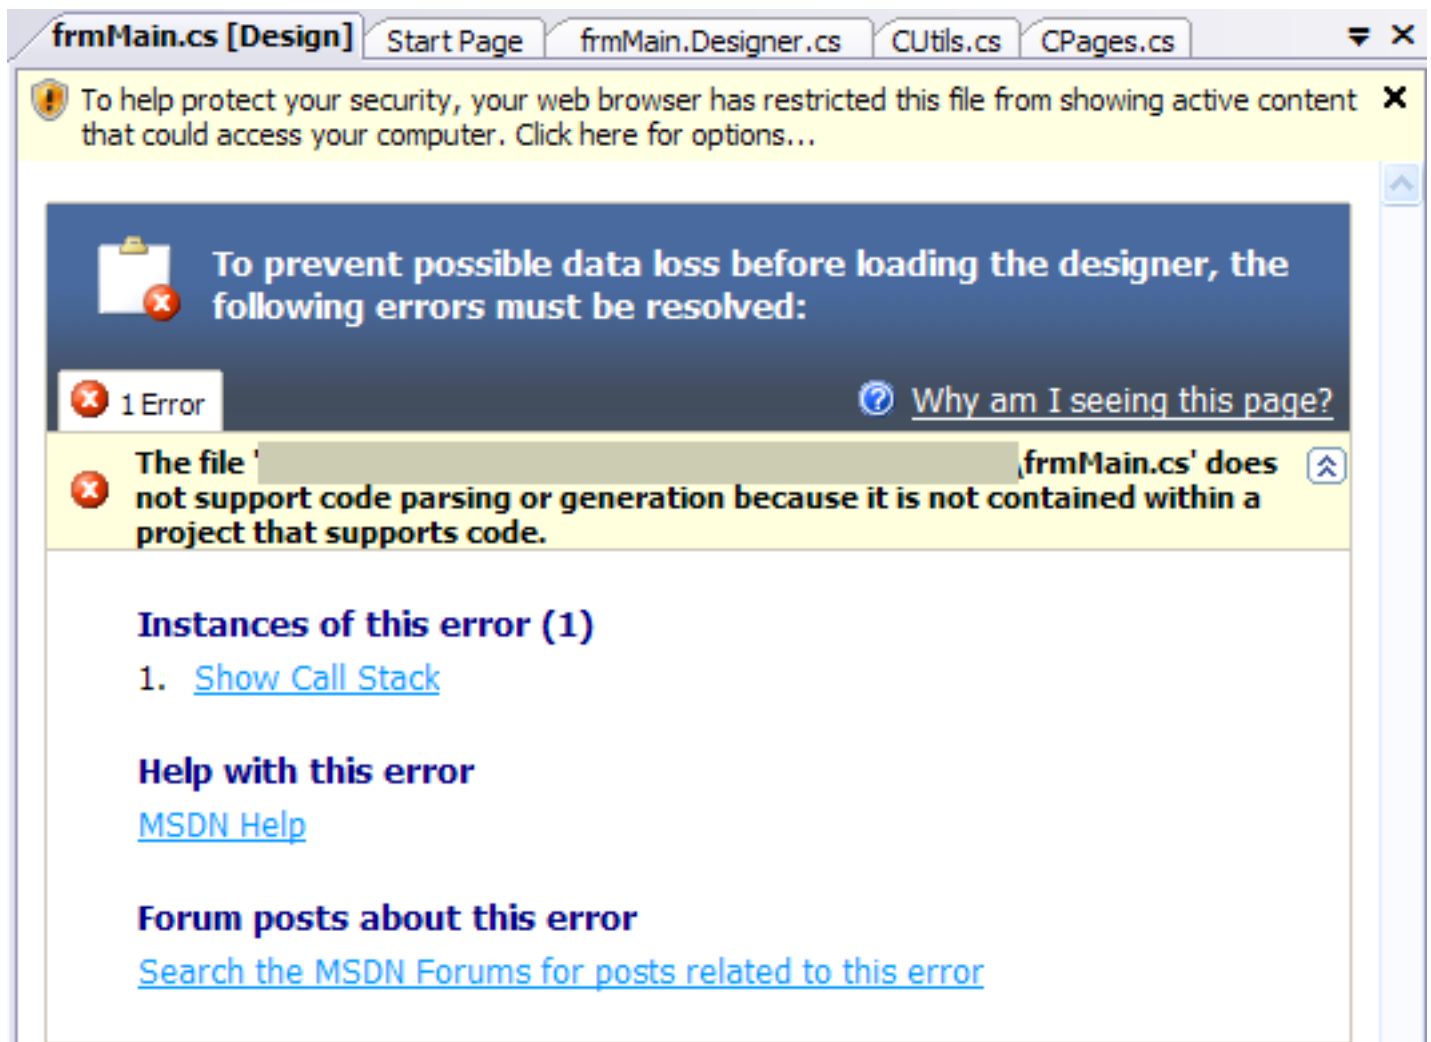 frmMain.cs [Design] Start Page frmMain.Designer.cs CUtils.cs CPages.cs
To help protect your security, your web browser has restricted this file from showing active content
that could access your computer. Click here for options...
To prevent possible data loss before loading the designer, the
following errors must be resolved:
1 Error
Why am I seeing this page?
The file ' \frmMain.cs' does
not support code parsing or generation because it is not contained within a
project that supports code.
Instances of this error (1)
1. Show Call Stack
Help with this error
MSDN Help
Forum posts about this error
Search the MSDN Forums for posts related to this error